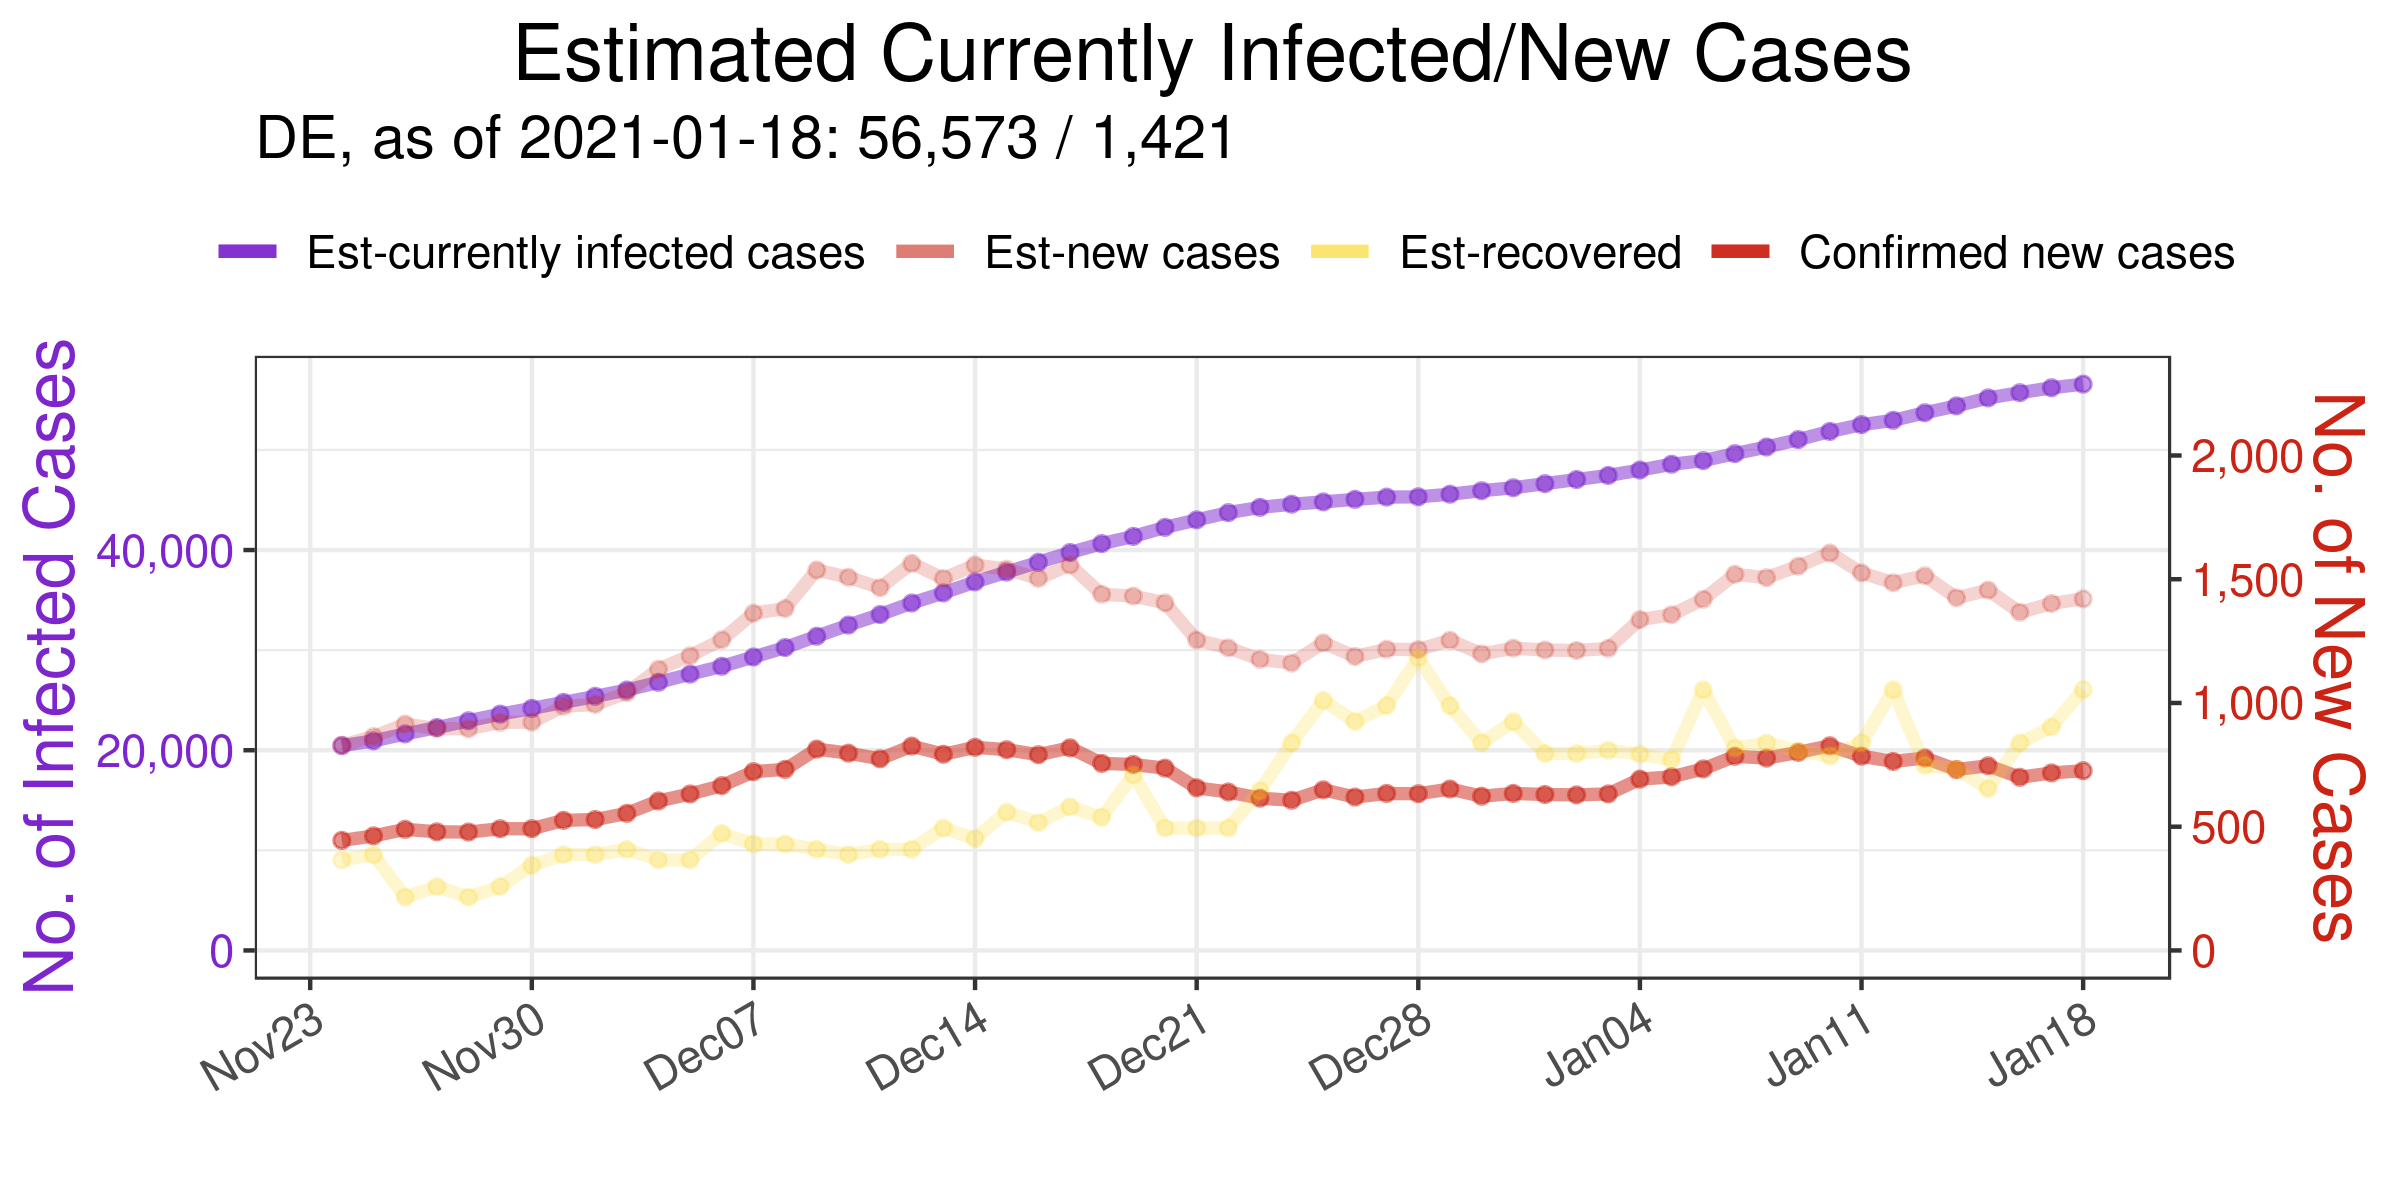 Estimated Currently Infected/New Cases
DE, as of 2021-01-18: 56,573 / 1,421
Est-currently infected cases Est-new cases Est-recovered Confirmed new cases
No. of Infected Cases
40,000
20,000
0
2,000
1,500
1,000
500
0
No. of New Cases
Nov23 Nov30 Dec07 Dec14 Dec21 Dec28 Jan04 Jan11 Jan18